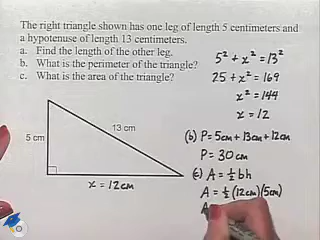 The right triangle shown has one leg of length 5 centimeters and
a hypotenuse of length 13 centimeters.
a. Find the length of the other leg.
b. What is the perimeter of the triangle?
c. What is the area of the triangle?
5² + x² = 13²
25 + x² = 169
x² = 144
x = 12
5 cm
13 cm
x = 12cm
(b) P = 5cm + 13cm + 12cm
P = 30cm
(c) A = ½ bh
A = ½ (12cm)(5cm)
A